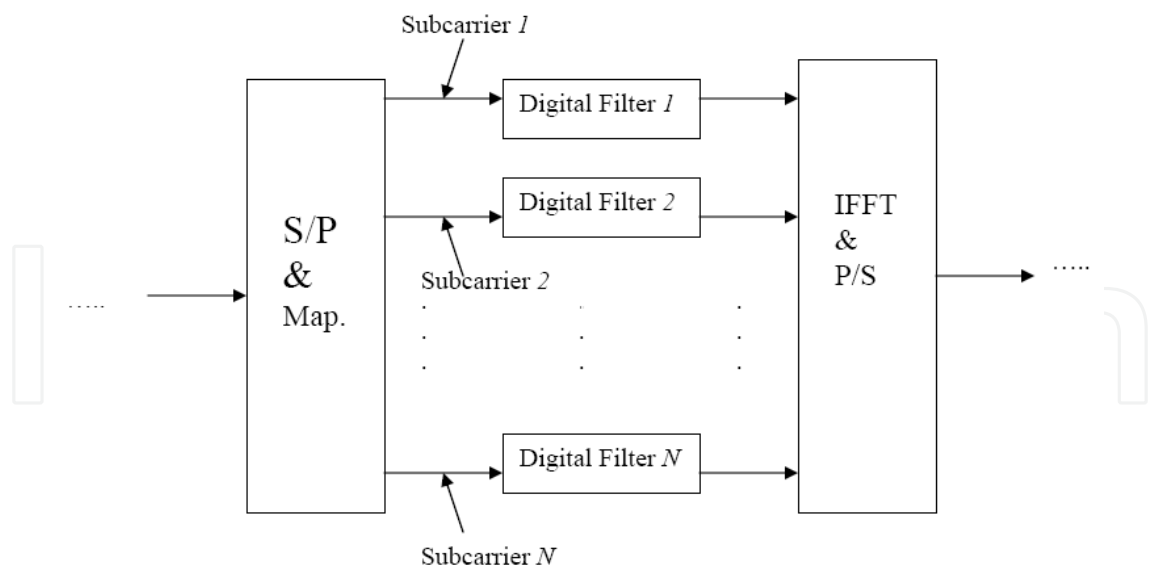 Subcarrier 1
Digital Filter 1
Digital Filter 2
S/P
&
Map.
IFFT
&
P/S
Subcarrier 2
.....
.....
Digital Filter N
Subcarrier N